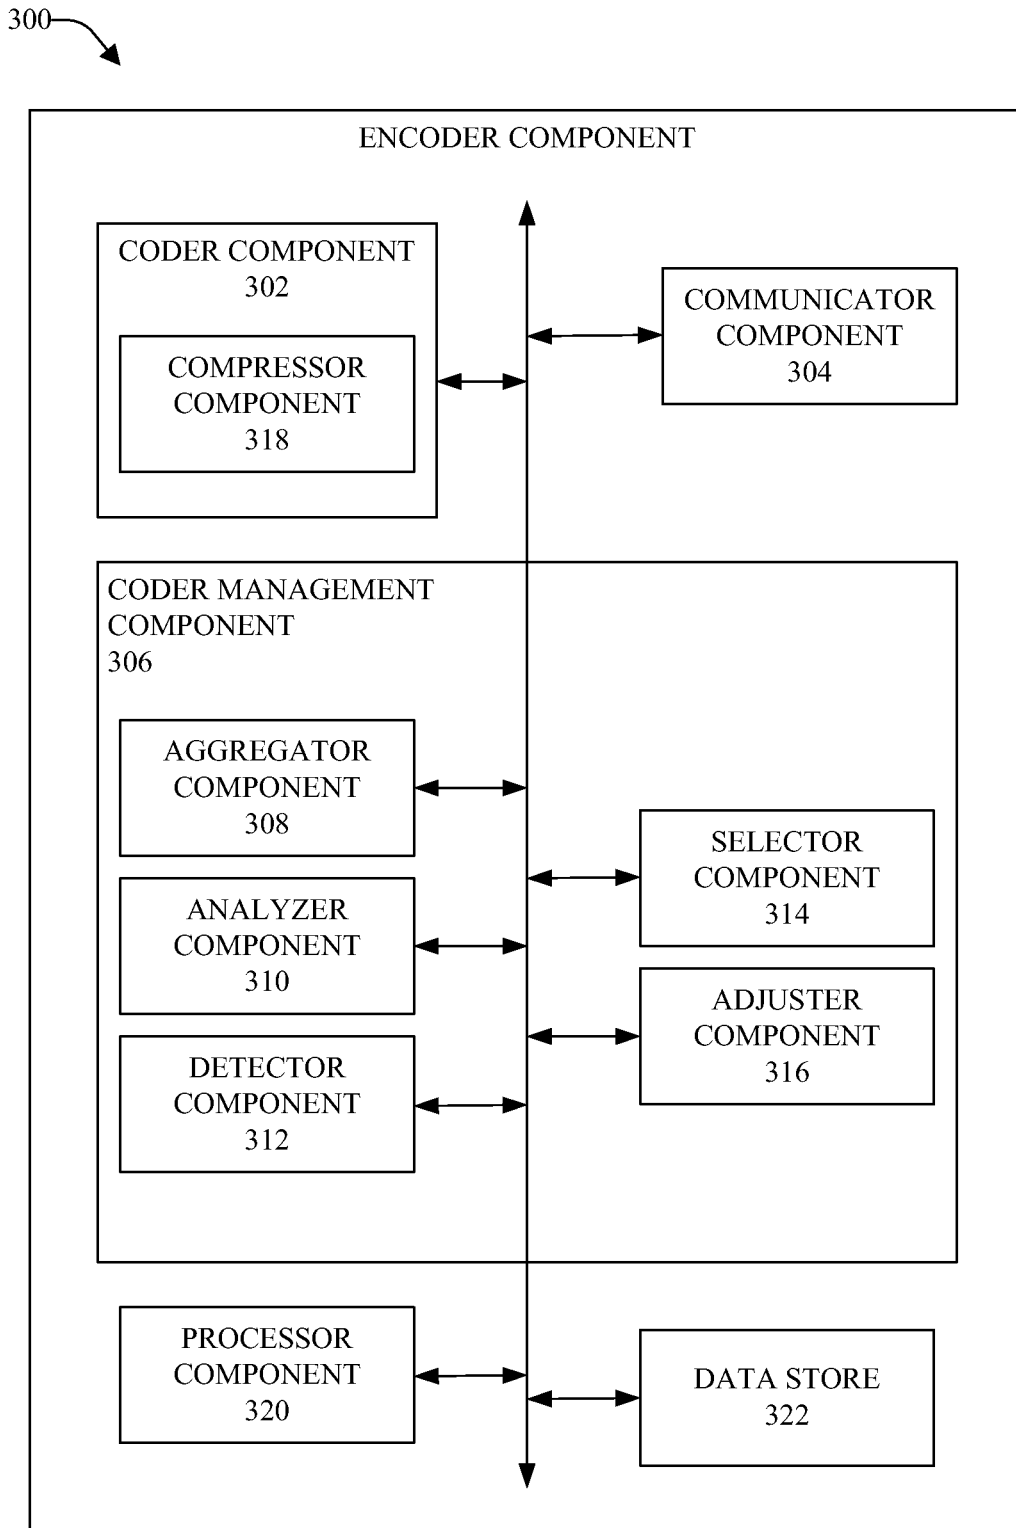 300
ENCODER COMPONENT
CODER COMPONENT
302
COMPRESSOR
COMPONENT
318
COMMUNICATOR
COMPONENT
304
CODER MANAGEMENT
COMPONENT
306
AGGREGATOR
COMPONENT
308
ANALYZER
COMPONENT
310
DETECTOR
COMPONENT
312
SELECTOR
COMPONENT
314
ADJUSTER
COMPONENT
316
PROCESSOR
COMPONENT
320
DATA STORE
322